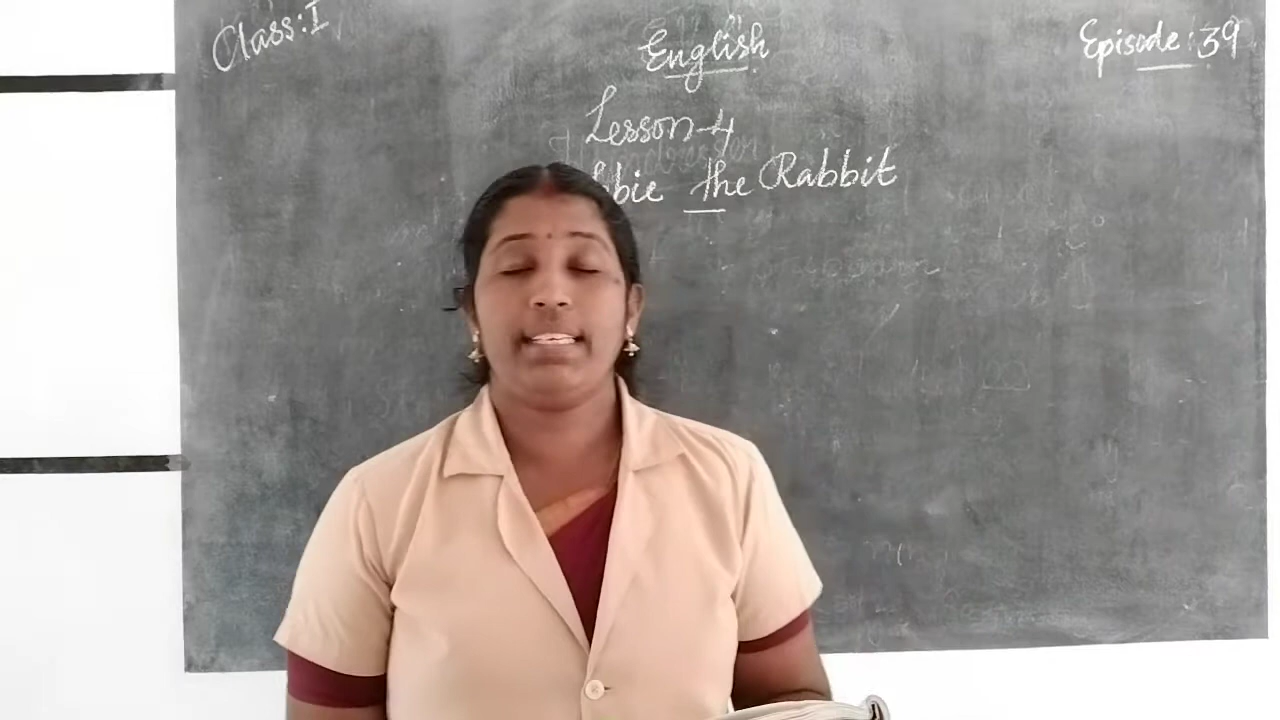 Class: I
English
Episode: 39
Lesson-4
the Rabbit